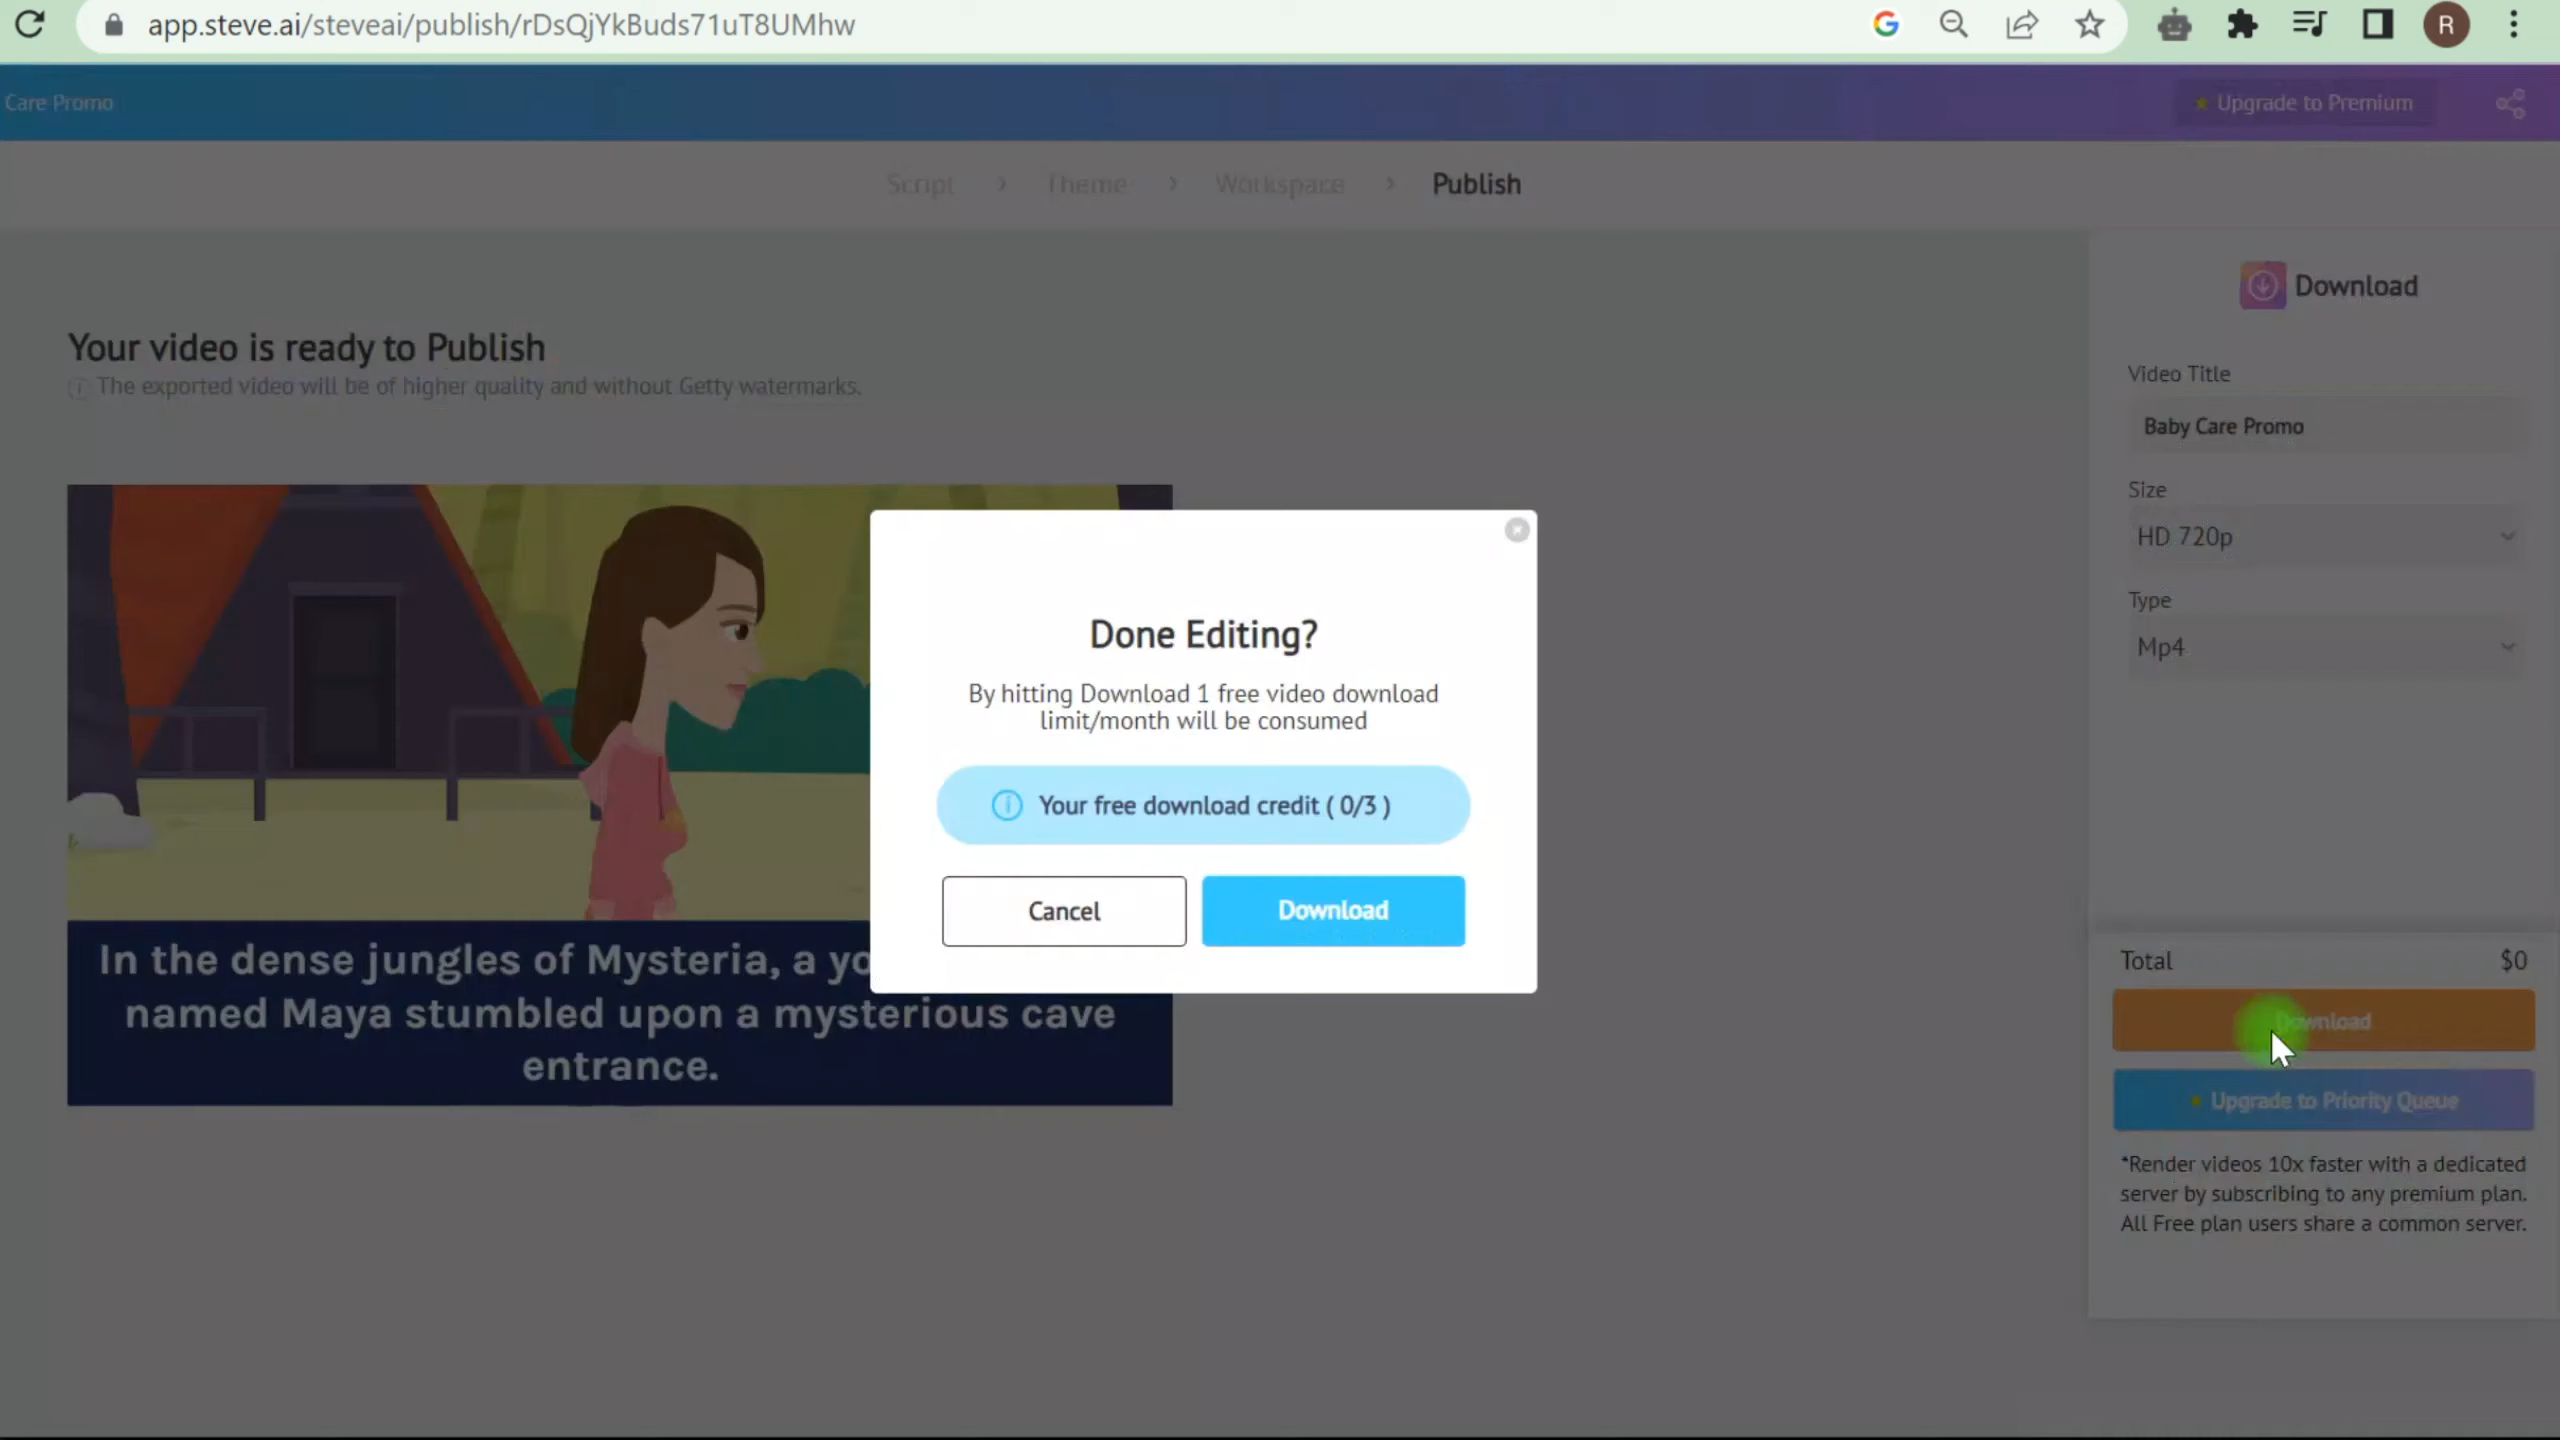 app.steve.ai/steveai/publish/rDsQjYkBuds71uT8UMhw
R
Care Promo
Upgrade to Premium
Script > Theme > Workspace > Publish
Download
Your video is ready to Publish
The exported video will be of higher quality and without Getty watermarks.
Video Title
Baby Care Promo
Size
HD 720p
Type
Mp4
Done Editing?
By hitting Download 1 free video download
limit/month will be consumed
Your free download credit ( 0/3 )
Cancel
Download
In the dense jungles of Mysteria, a
named Maya stumbled upon a mysterious cave
entrance.
Total $0
Download
Upgrade to Priority Queue
*Render videos 10x faster with a dedicated
server by subscribing to any premium plan.
All Free plan users share a common server.